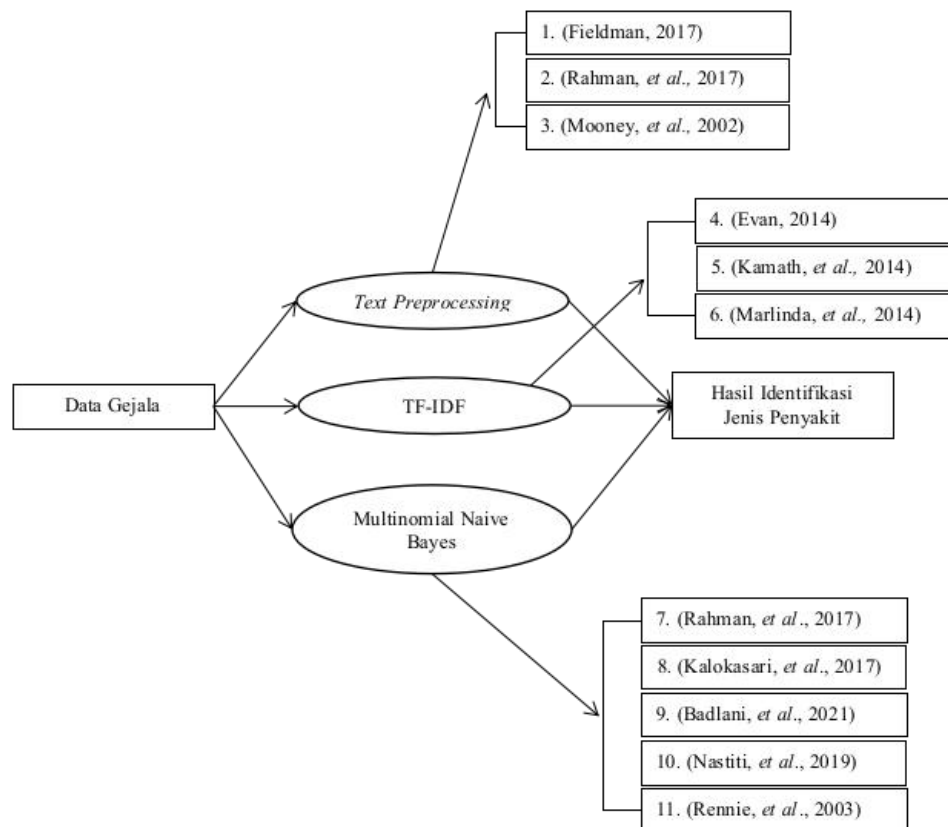 1. (Fieldman, 2017)
2. (Rahman, et al., 2017)
3. (Mooney, et al., 2002)
4. (Evan, 2014)
5. (Kamath, et al., 2014)
6. (Marlinda, et al., 2014)
Text Preprocessing
Data Gejala
TF-IDF
Hasil Identifikasi
Jenis Penyakit
Multinomial Naive
Bayes
7. (Rahman, et al., 2017)
8. (Kalokasari, et al., 2017)
9. (Badlani, et al., 2021)
10. (Nastiti, et al., 2019)
11. (Rennie, et al., 2003)